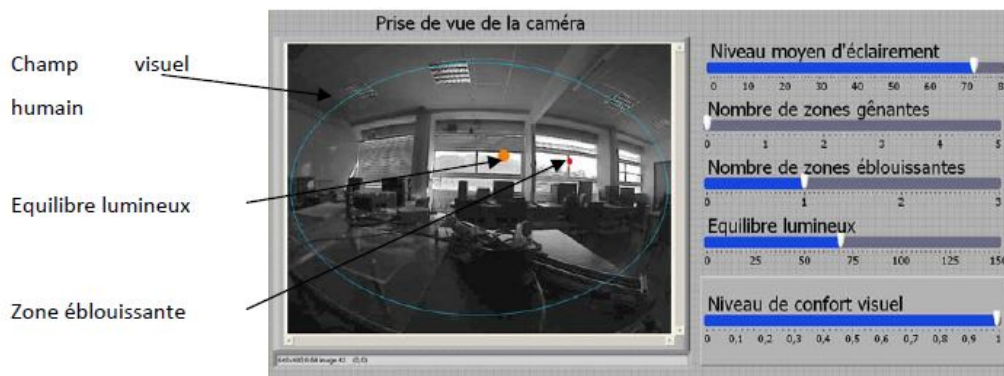 Prise de vue de la caméra
Champ visuel
humain
Equilibre lumineux
Zone éblouissante
Niveau moyen d'éclairement
0 10 20 30 40 50 60 70 8
Nombre de zones gênantes
0 1 2 3 4 5
Nombre de zones éblouissantes
0 1 2 3
Equilibre lumineux
0 25 50 75 100 125 150
Niveau de confort visuel
0 0,1 0,2 0,3 0,4 0,5 0,6 0,7 0,8 0,9 1